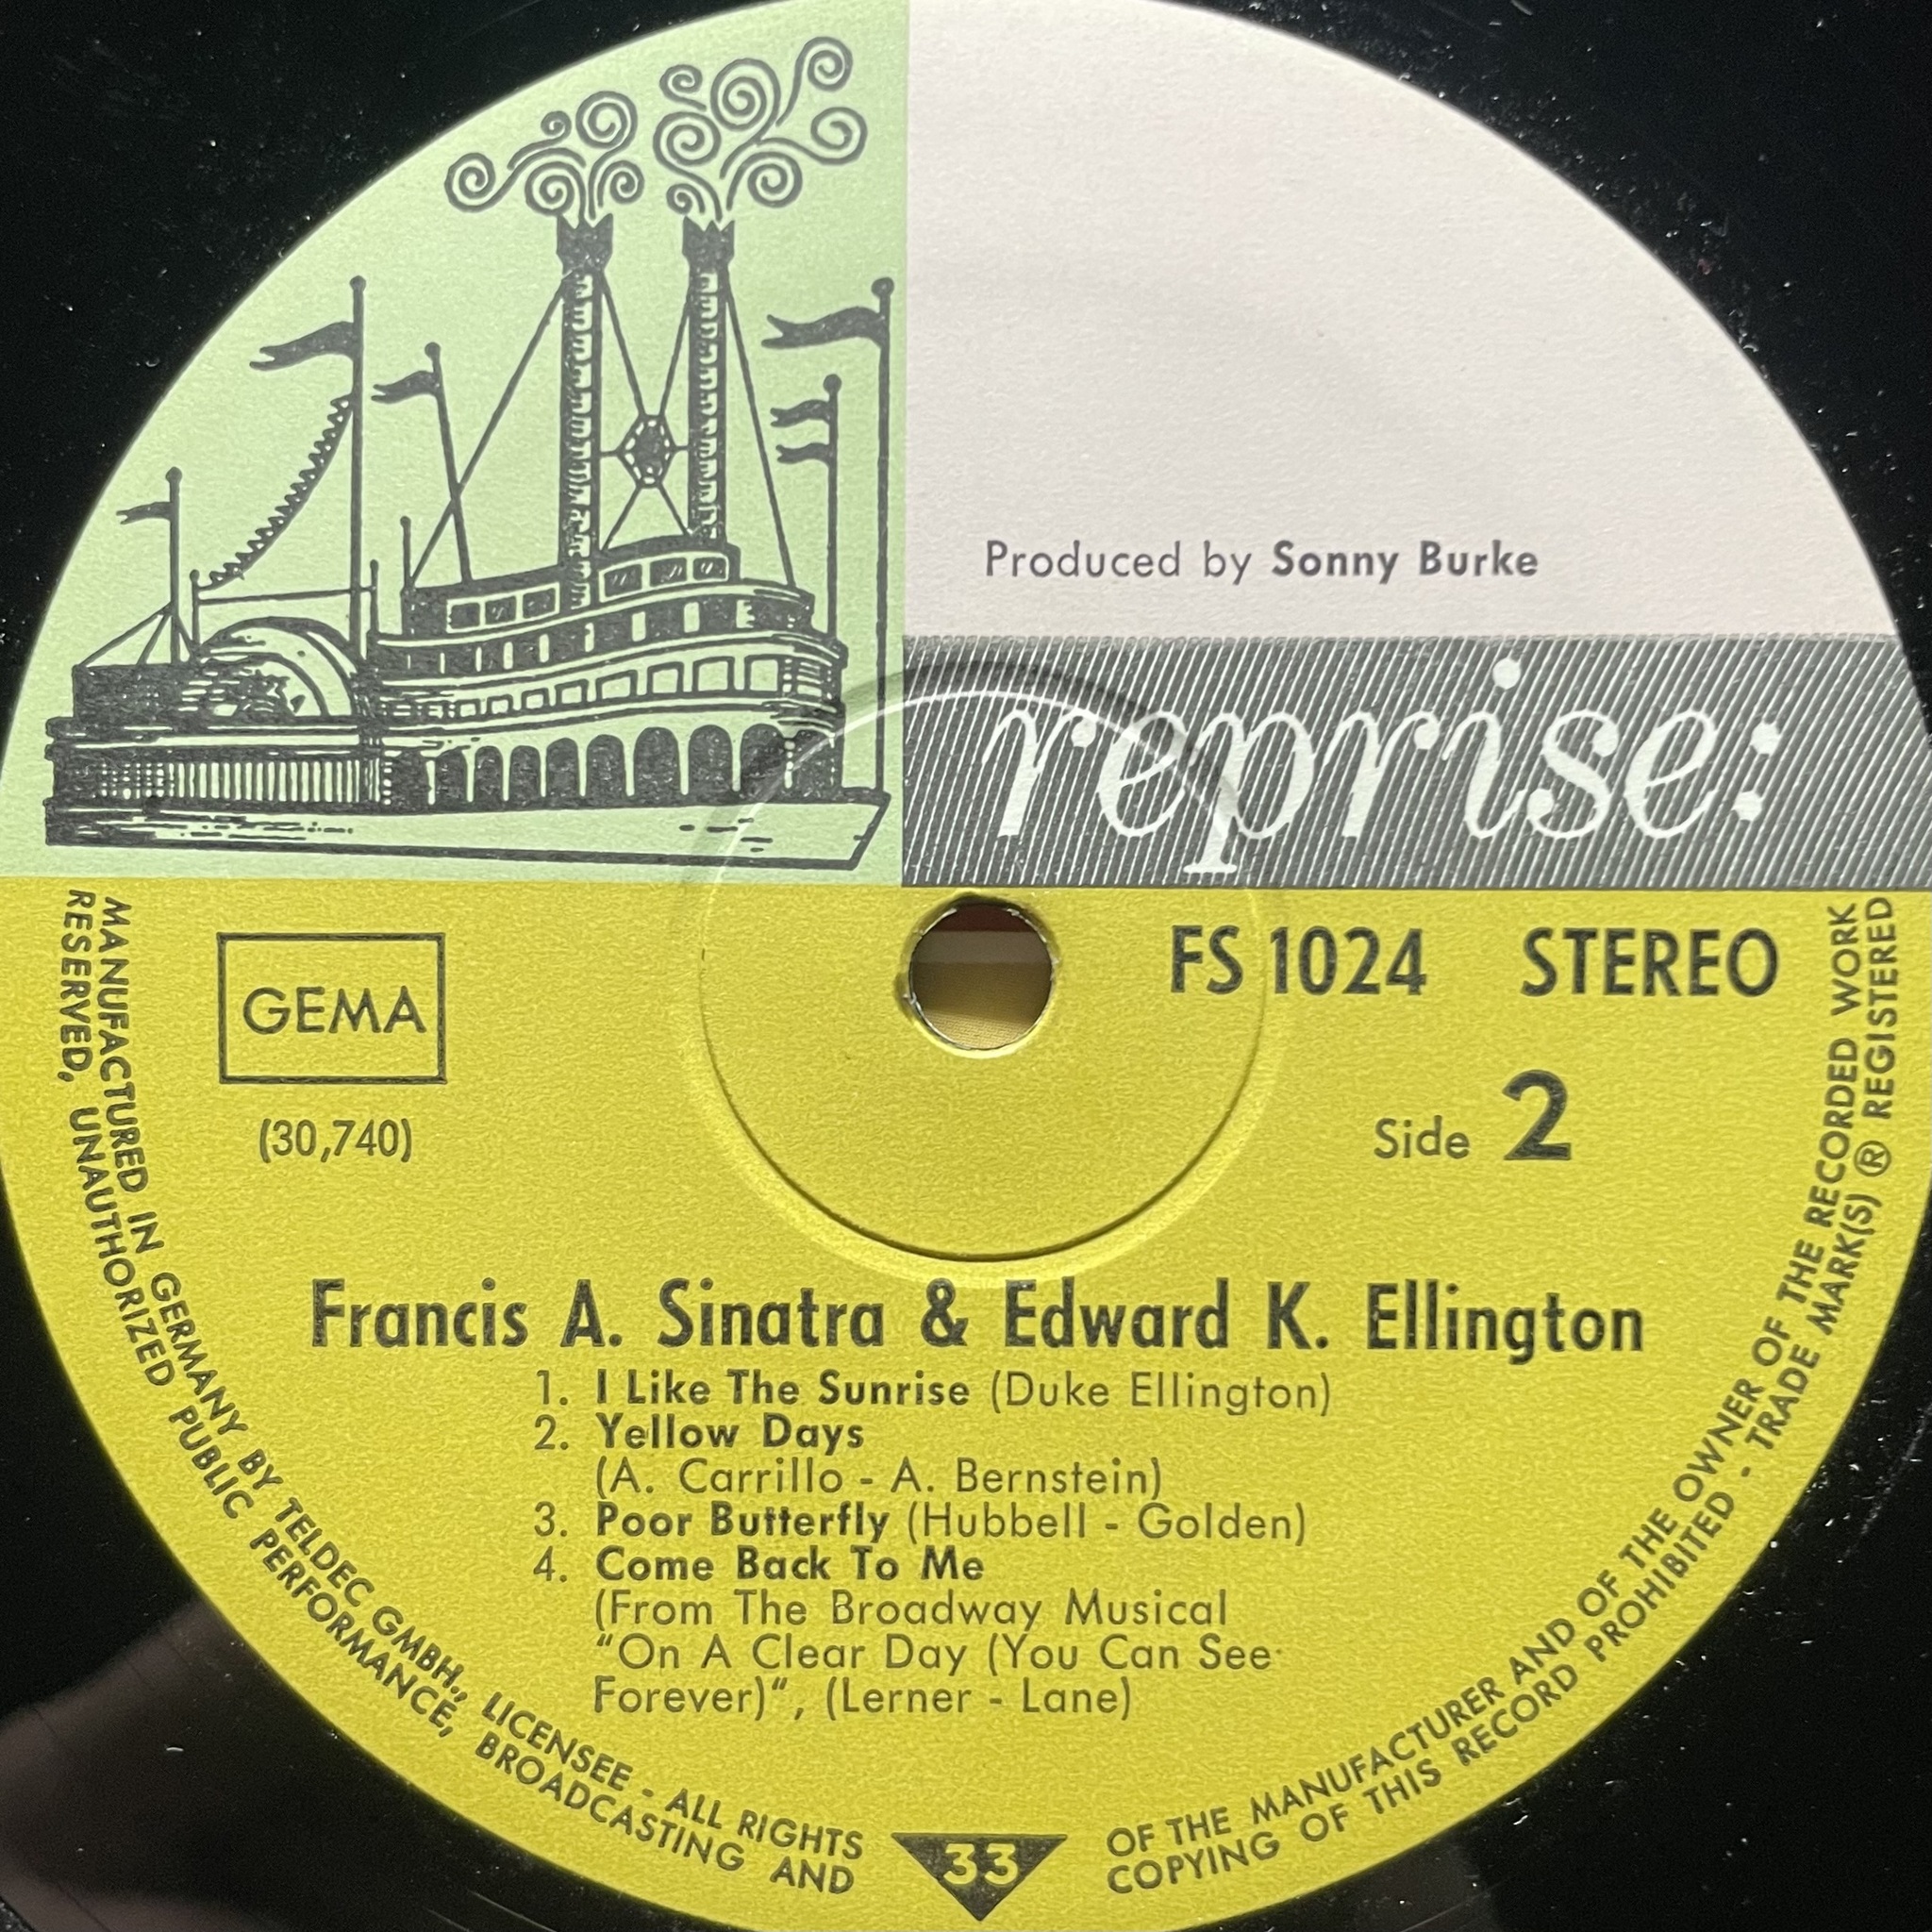 Produced by Sonny Burke
reprise:
GEMA
FS 1024 STEREO
(30,740)
Side 2
Francis A. Sinatra & Edward K. Ellington
1. I Like The Sunrise (Duke Ellington)
2. Yellow Days
(A. Carrillo - A. Bernstein)
3. Poor Butterfly (Hubbell - Golden)
4. Come Back To Me
(From The Broadway Musical
“On A Clear Day (You Can See
Forever)“, (Lerner - Lane)
MANUFACTURED IN GERMANY BY TELDEC GMBH., LICENSEE - ALL RIGHTS
OF THE MANUFACTURER AND OF THE OWNER OF THE RECORDED WORK
RESERVED, UNAUTHORIZED PUBLIC PERFORMANCE, BROADCASTING AND
COPYING OF THIS RECORD PROHIBITED - TRADE MARK(S) ® REGISTERED
33